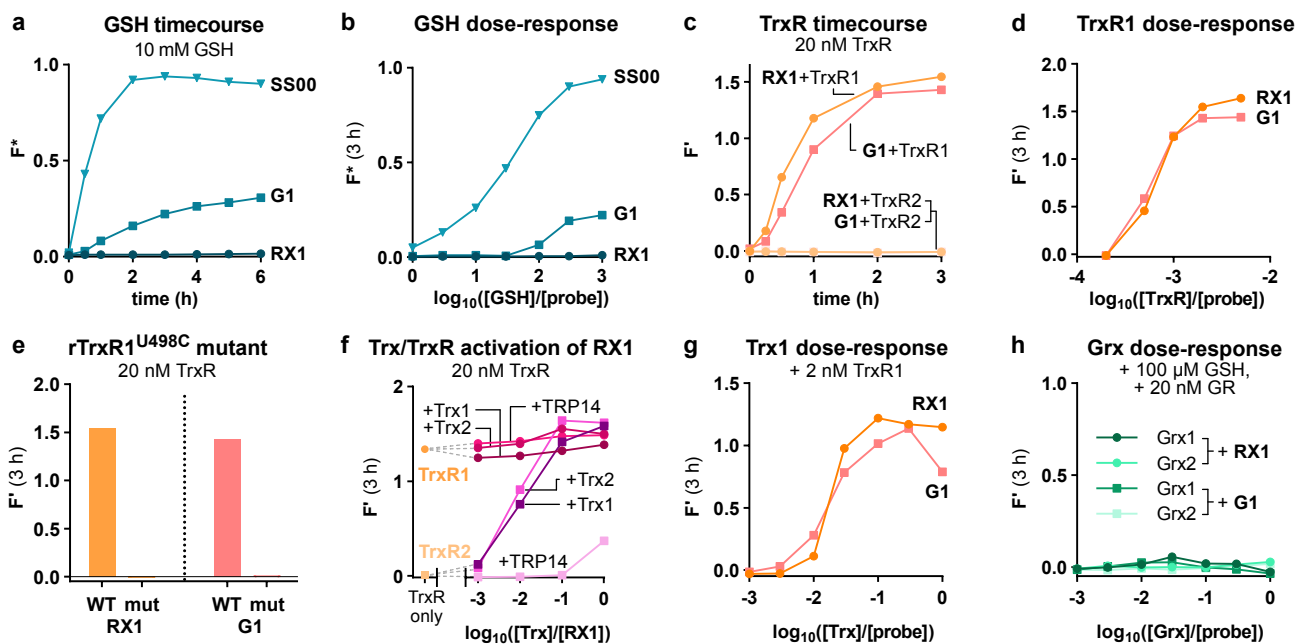 a GSH timecourse
10 mM GSH
1.0
0.5
0.0
F*
SS00
G1
RX1
0 2 4 6
time (h)
b GSH dose-response
1.0
0.5
0.0
F* (3 h)
SS00
G1
RX1
0 1 2 3
log10([GSH]/[probe])
c TrxR timecourse
20 nM TrxR
1.5
1.0
0.5
0.0
F'
RX1+TrxR1
G1+TrxR1
RX1+TrxR2
G1+TrxR2
0 1 2 3
time (h)
d TrxR1 dose-response
2.0
1.5
1.0
0.5
0.0
F' (3 h)
RX1
G1
-4 -3 -2
log10([TrxR]/[probe])
e rTrxR1U498C mutant
20 nM TrxR
2.0
1.5
1.0
0.5
0.0
F' (3 h)
WT mut WT mut
RX1 G1
f Trx/TrxR activation of RX1
20 nM TrxR
2
1
0
F' (3 h)
+Trx1
+TRP14
+Trx2
TrxR1
+Trx2
+Trx1
TrxR2
+TRP14
TrxR
only
-3 -2 -1 0
log10([Trx]/[RX1])
g Trx1 dose-response
+ 2 nM TrxR1
1.5
1.0
0.5
0.0
F' (3 h)
RX1
G1
-3 -2 -1 0
log10([Trx]/[probe])
h Grx dose-response
+ 100 µM GSH,
+ 20 nM GR
1.0
0.5
0.0
F' (3 h)
Grx1
Grx2
+ RX1
Grx1
Grx2
+ G1
-3 -2 -1 0
log10([Grx]/[probe])